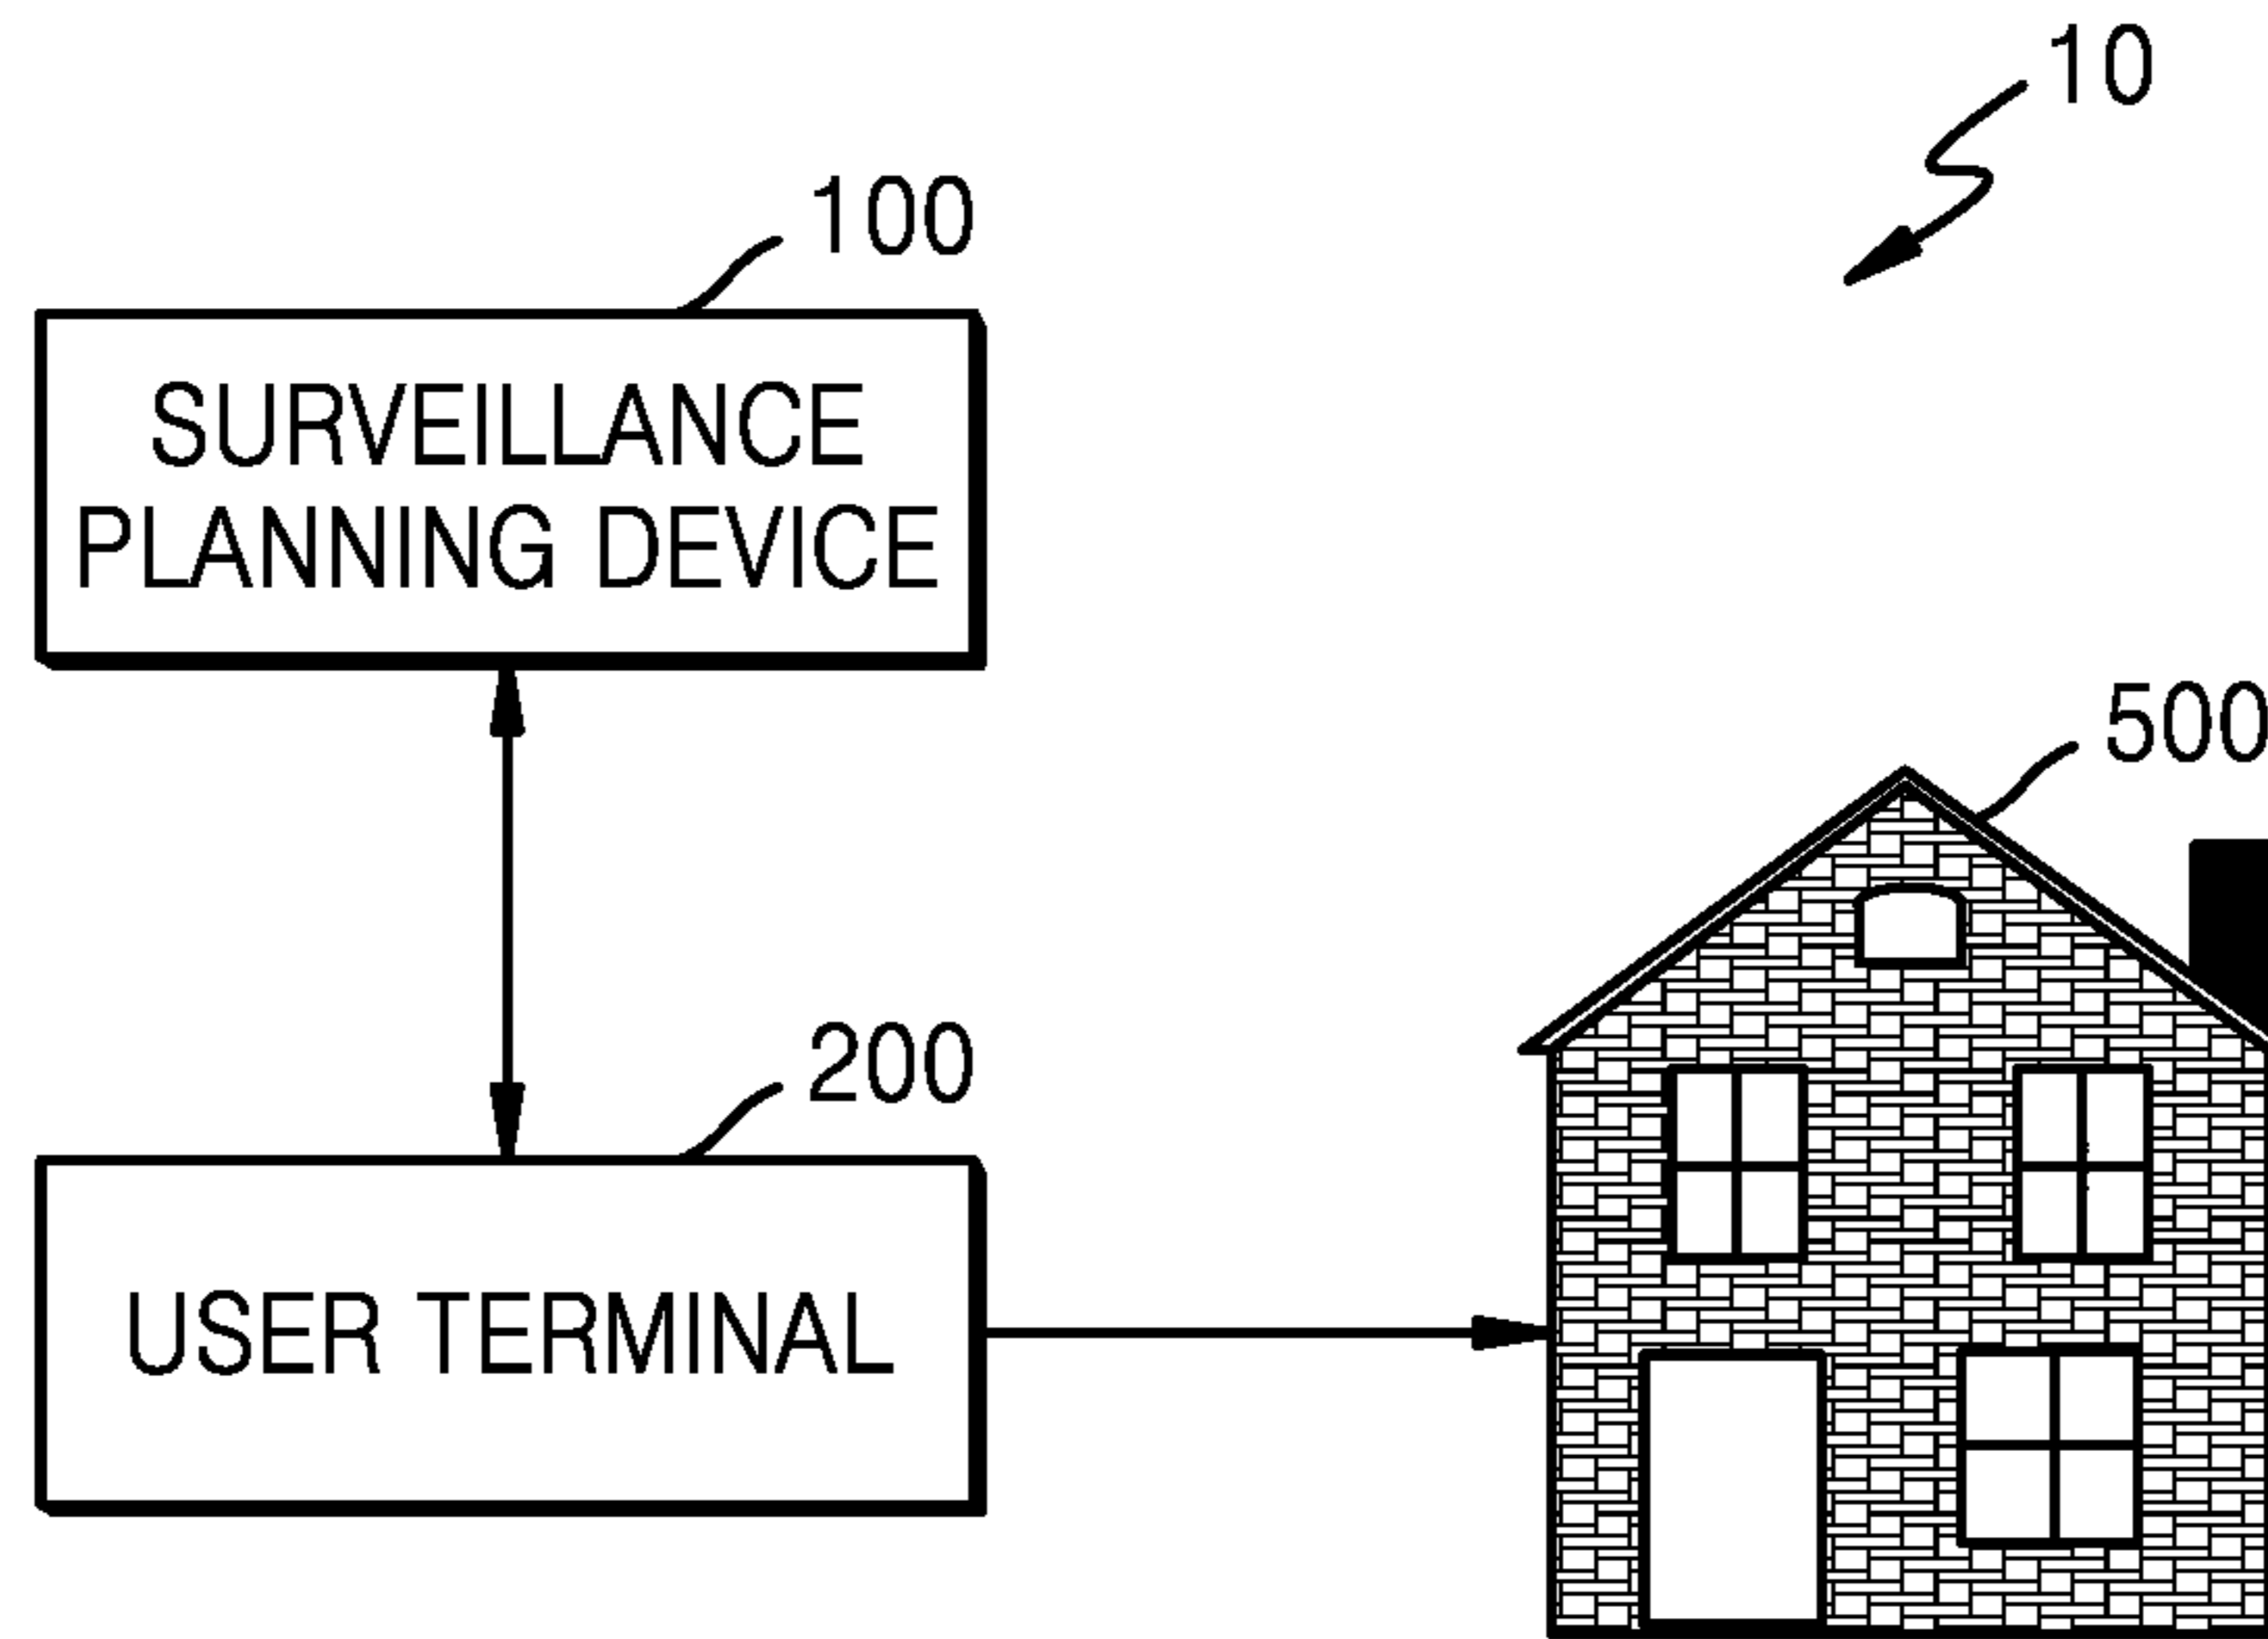 10
100
SURVEILLANCE
PLANNING DEVICE
500
200
USER TERMINAL